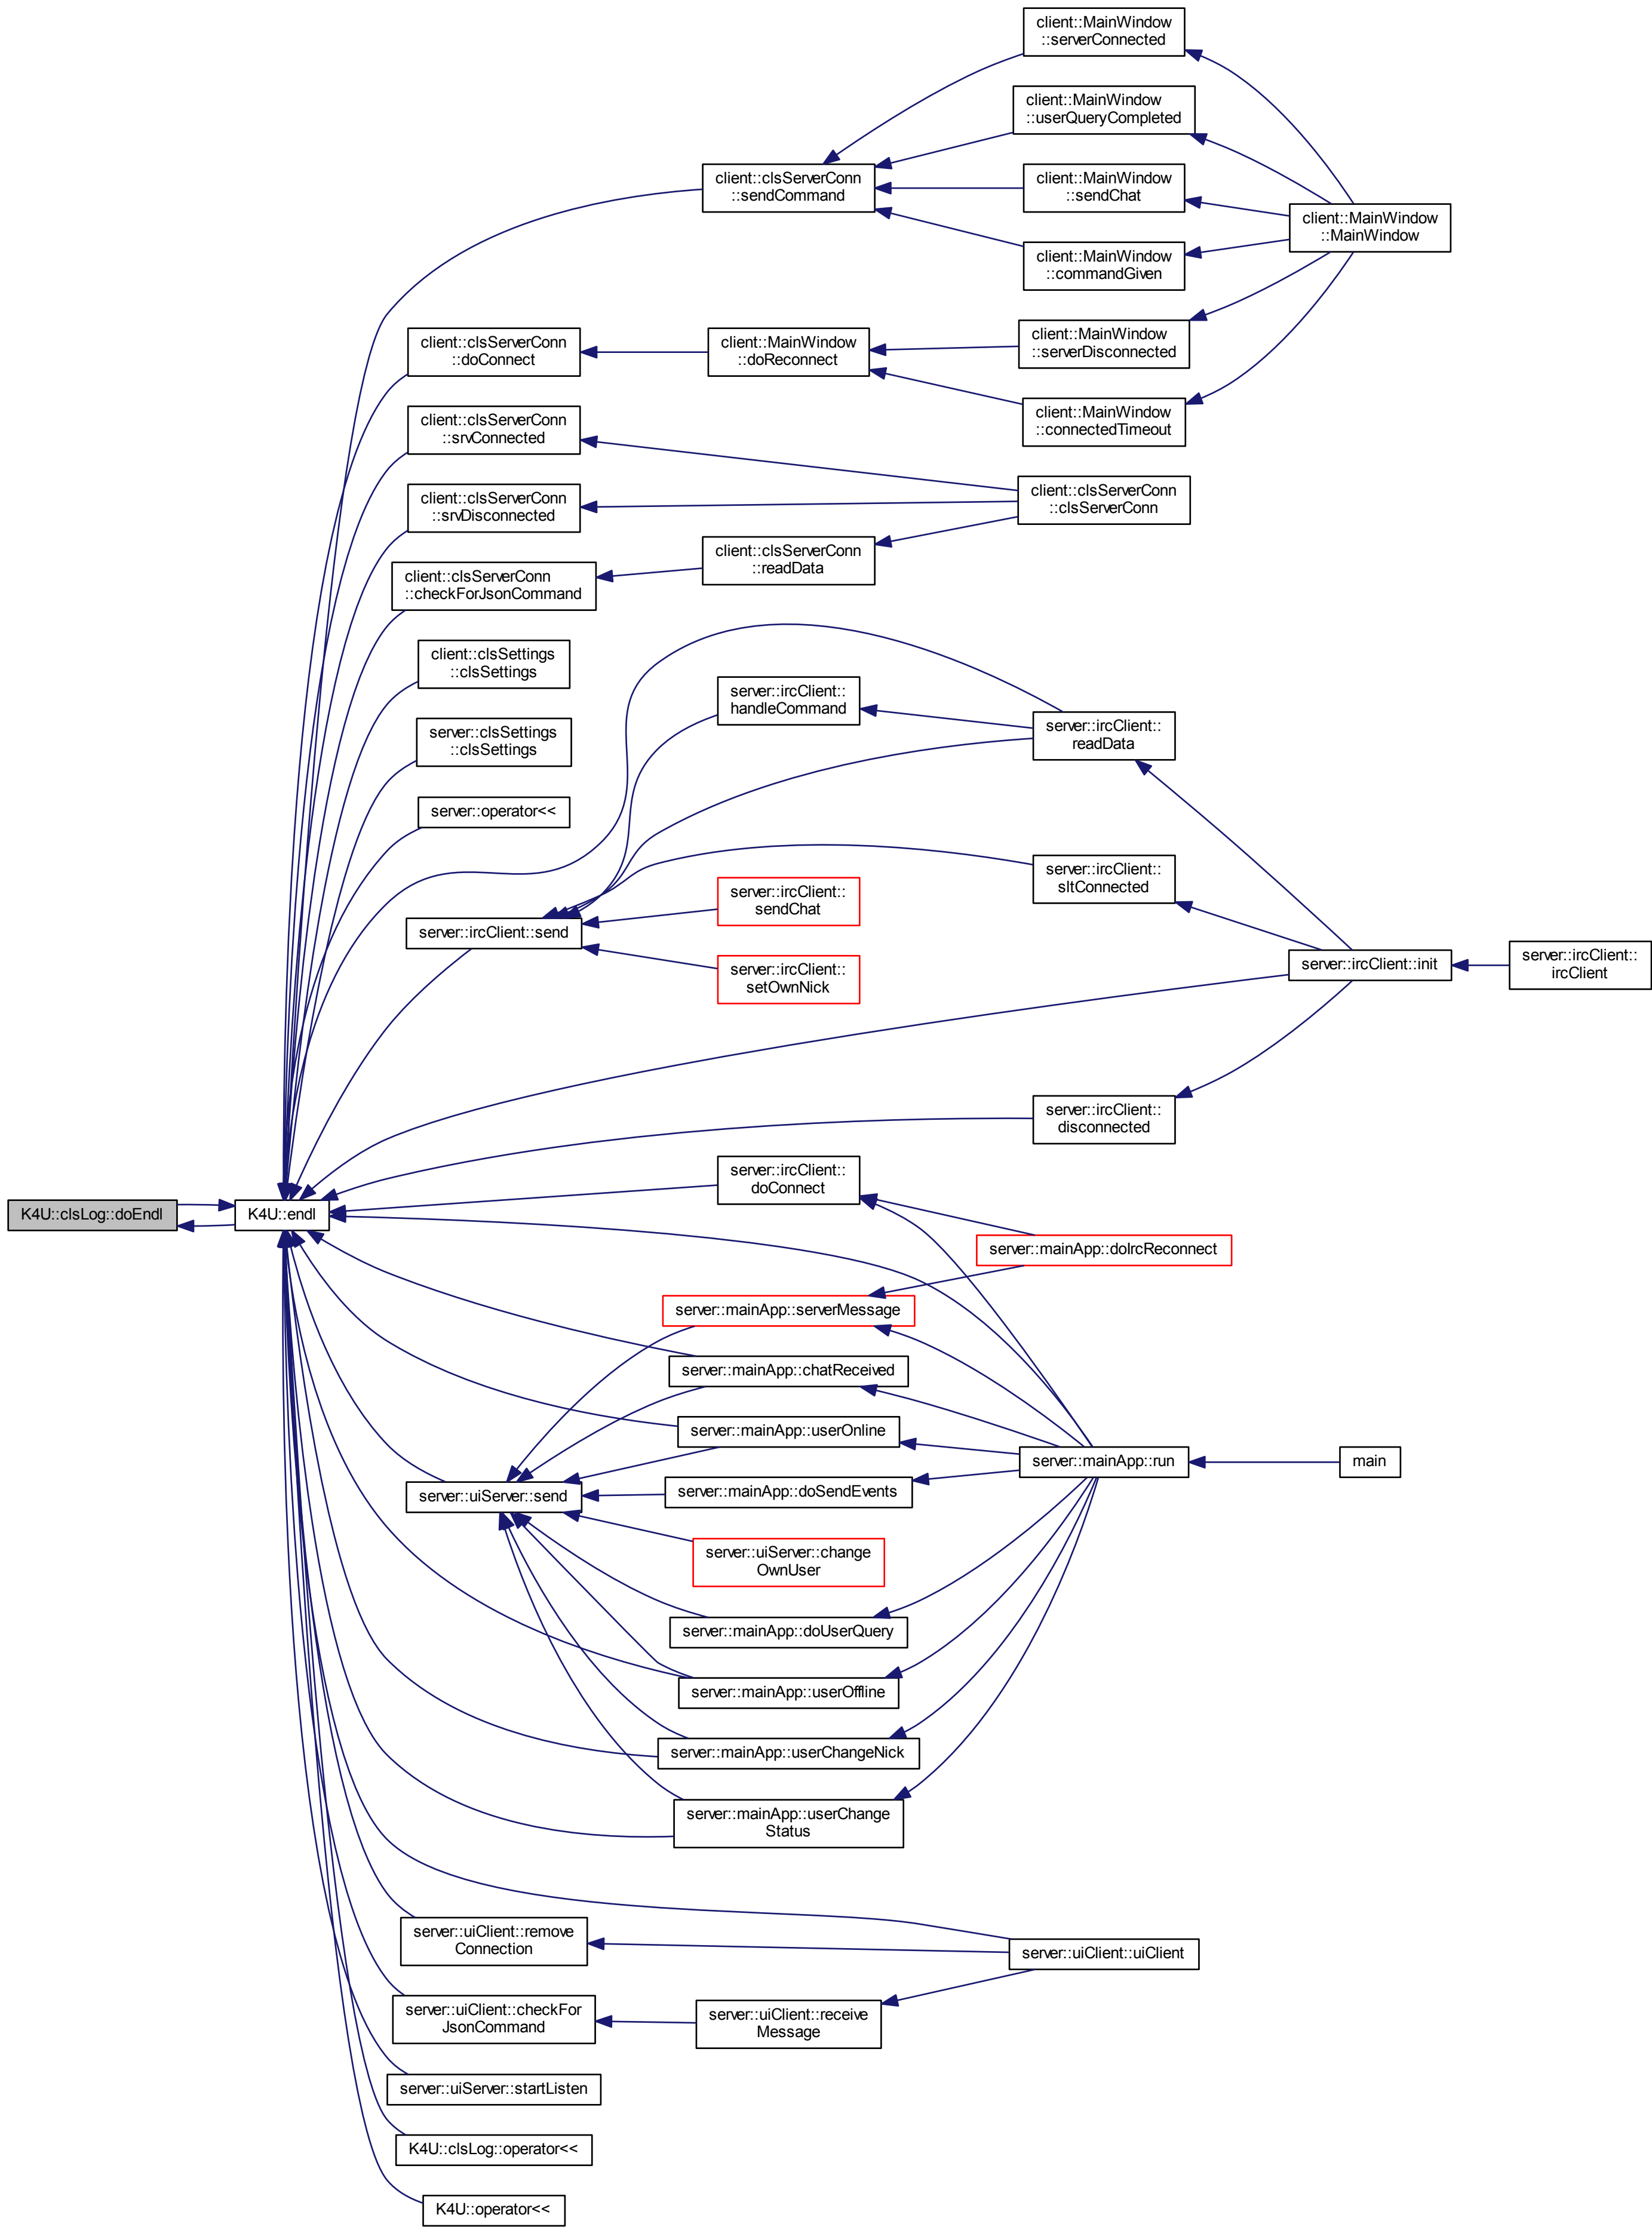 client::MainWindow
::serverConnected
client::MainWindow
::userQueryCompleted
client::clsServerConn
::sendCommand
client::MainWindow
::sendChat
client::MainWindow
::MainWindow
client::MainWindow
::commandGiven
client::clsServerConn
::doConnect
client::MainWindow
::doReconnect
client::MainWindow
::serverDisconnected
client::MainWindow
::connectedTimeout
client::clsServerConn
::srvConnected
client::clsServerConn
::srvDisconnected
client::clsServerConn
::clsServerConn
client::clsServerConn
::readData
client::clsServerConn
::checkForJsonCommand
client::clsSettings
::clsSettings
server::ircClient::
handleCommand
server::clsSettings
::clsSettings
server::ircClient::
readData
server::operator<<
server::ircClient::
sltConnected
server::ircClient::
sendChat
server::ircClient::send
server::ircClient::
setOwnNick
server::ircClient::init
server::ircClient::
ircClient
server::ircClient::
disconnected
server::ircClient::
doConnect
K4U::clsLog::doEndl
K4U::endl
server::mainApp::doIrcReconnect
server::mainApp::serverMessage
server::mainApp::chatReceived
server::mainApp::userOnline
server::mainApp::run
main
server::uiServer::send
server::mainApp::doSendEvents
server::uiServer::change
OwnUser
server::mainApp::doUserQuery
server::mainApp::userOffline
server::mainApp::userChangeNick
server::mainApp::userChange
Status
server::uiClient::remove
Connection
server::uiClient::uiClient
server::uiClient::checkFor
JsonCommand
server::uiClient::receive
Message
server::uiServer::startListen
K4U::clsLog::operator<<
K4U::operator<<